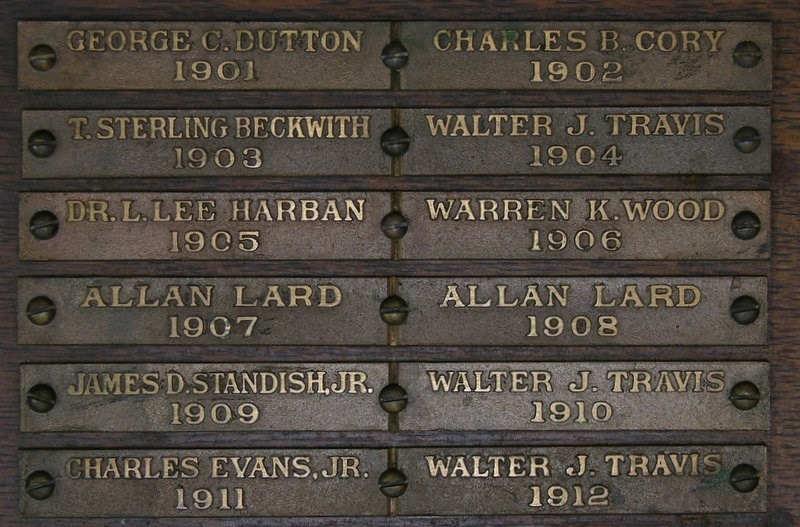 GEORGE C. DUTTON
1901
CHARLES B. CORY
1902
T. STERLING BECKWITH
1903
WALTER J. TRAVIS
1904
DR. L. LEE HARBAN
1905
WARREN K. WOOD
1906
ALLAN LARD
1907
ALLAN LARD
1908
JAMES D. STANDISH, JR.
1909
WALTER J. TRAVIS
1910
CHARLES EVANS, JR.
1911
WALTER J. TRAVIS
1912